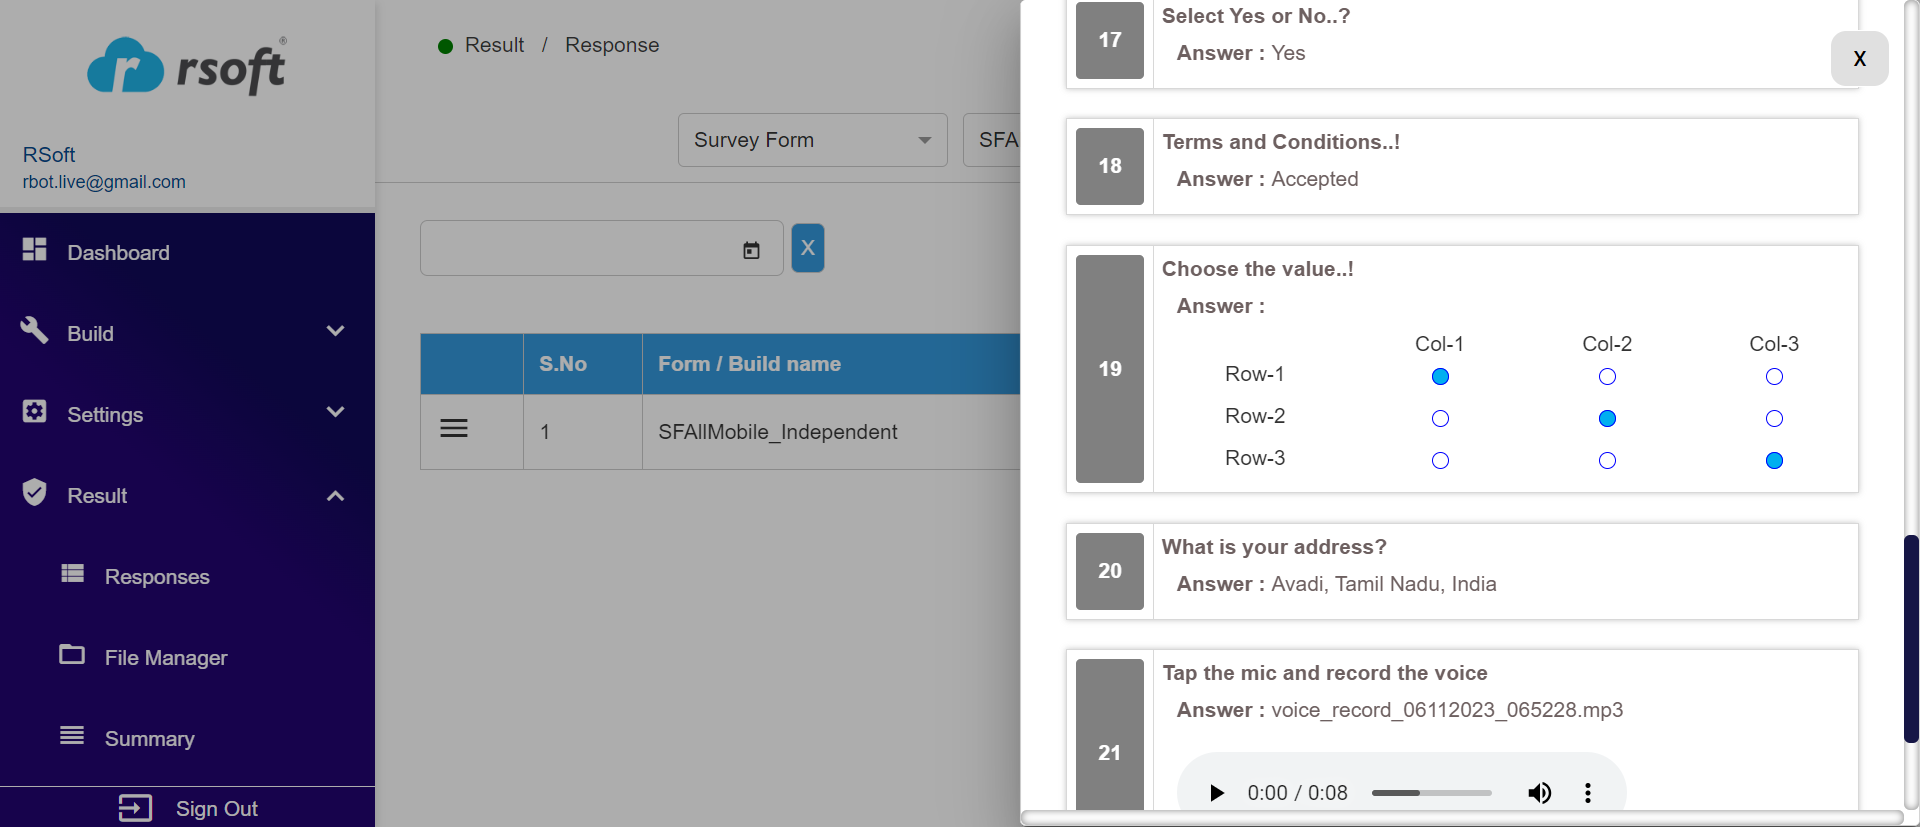 rsoft®
RSoft
rbot.live@gmail.com
Dashboard
Build
Settings
Result
Responses
File Manager
Summary
Sign Out
Result / Response
Survey Form
SFA
X
S.No
Form / Build name
1
SFAllMobile_Independent
X
17
Select Yes or No..?
Answer : Yes
18
Terms and Conditions..!
Answer : Accepted
19
Choose the value..!
Answer :
Col-1 Col-2 Col-3
Row-1
Row-2
Row-3
20
What is your address?
Answer : Avadi, Tamil Nadu, India
21
Tap the mic and record the voice
Answer : voice_record_06112023_065228.mp3
0:00 / 0:08